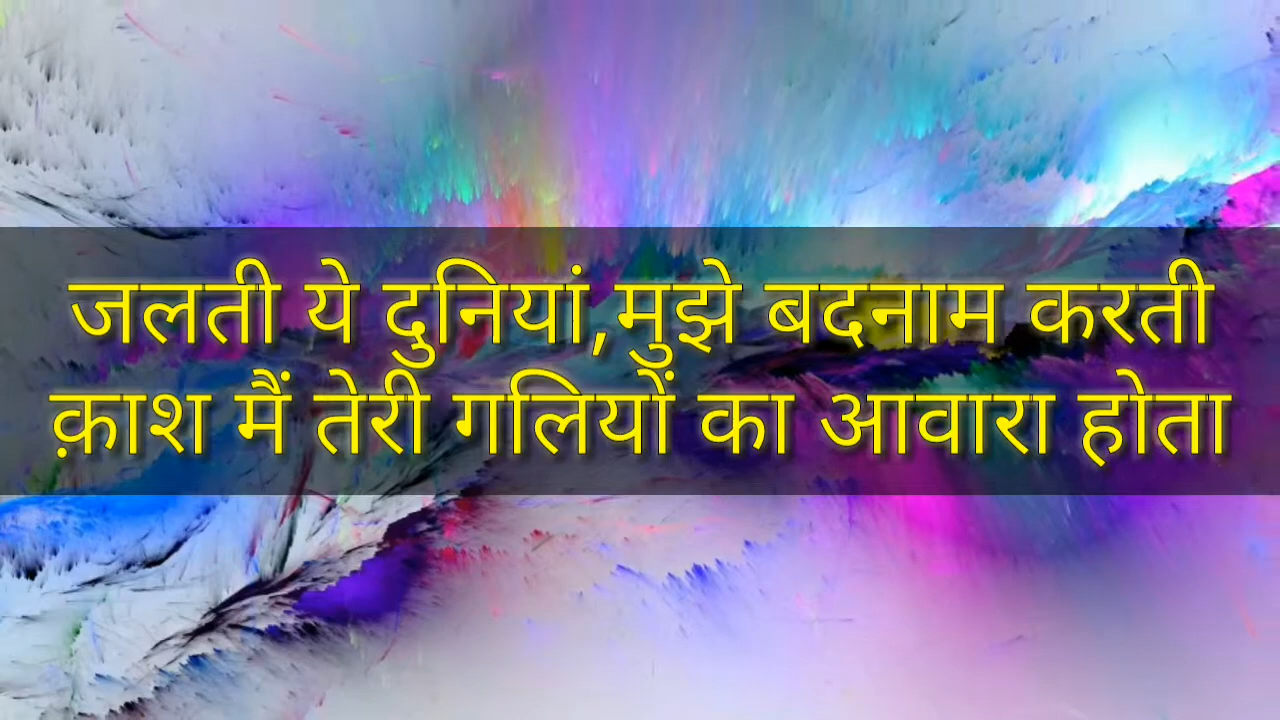 जलती ये दुनियां,मुझे बदनाम करती
क़ाश मैं तेरी गलियों का आवारा होता